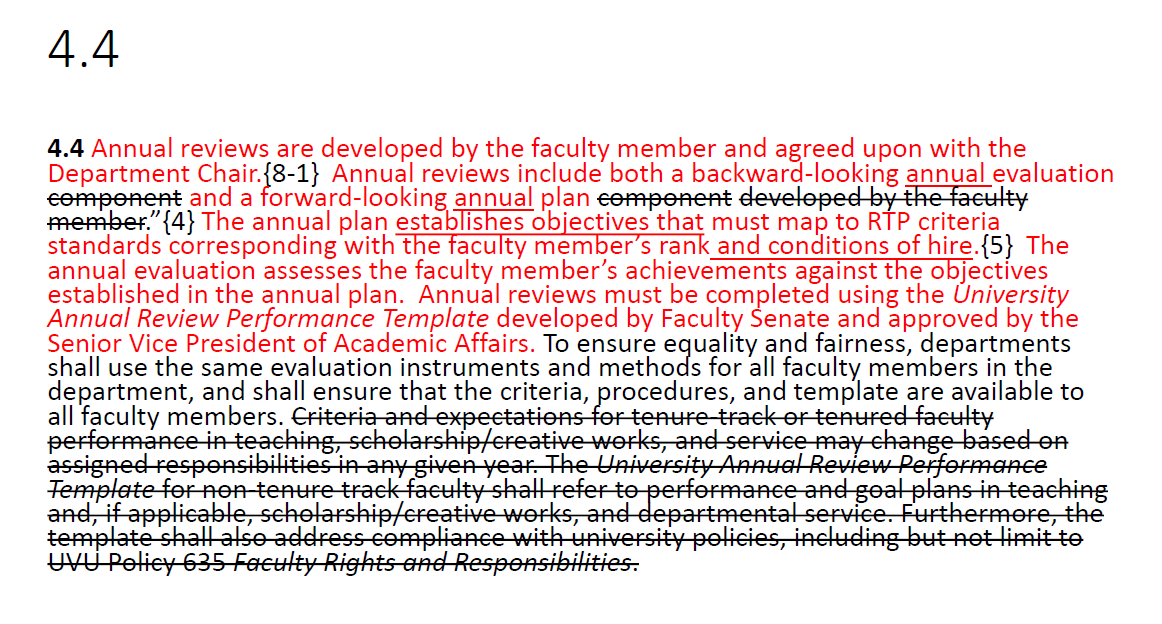 4.4
4.4 Annual reviews are developed by the faculty member and agreed upon with the
Department Chair.{8-1}  Annual reviews include both a backward-looking annual evaluation
component and a forward-looking annual plan component developed by the faculty
member.”{4} The annual plan establishes objectives that must map to RTP criteria
standards corresponding with the faculty member’s rank and conditions of hire.{5}  The
annual evaluation assesses the faculty member’s achievements against the objectives
established in the annual plan.  Annual reviews must be completed using the University
Annual Review Performance Template developed by Faculty Senate and approved by the
Senior Vice President of Academic Affairs. To ensure equality and fairness, departments
shall use the same evaluation instruments and methods for all faculty members in the
department, and shall ensure that the criteria, procedures, and template are available to
all faculty members. Criteria and expectations for tenure-track or tenured faculty
performance in teaching, scholarship/creative works, and service may change based on
assigned responsibilities in any given year. The University Annual Review Performance
Template for non-tenure track faculty shall refer to performance and goal plans in teaching
and, if applicable, scholarship/creative works, and departmental service. Furthermore, the
template shall also address compliance with university policies, including but not limit to
UVU Policy 635 Faculty Rights and Responsibilities.